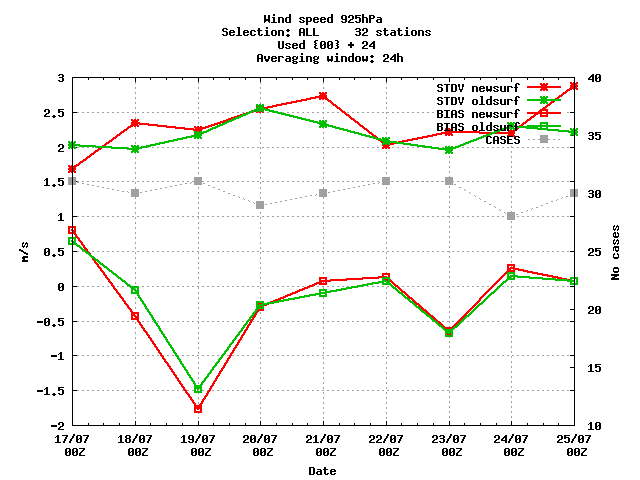 Wind speed 925hPa
Selection: ALL     32 stations
Used {00} + 24
Averaging window: 24h
3
2.5
2
1.5
1
0.5
0
-0.5
-1
-1.5
-2
m/s
STDV newsurf
STDV oldsurf
BIAS newsurf
BIAS oldsurf
CASES
40
35
30
25
20
15
10
No cases
17/07 18/07 19/07 20/07 21/07 22/07 23/07 24/07 25/07
00Z 00Z 00Z 00Z 00Z 00Z 00Z 00Z 00Z
Date